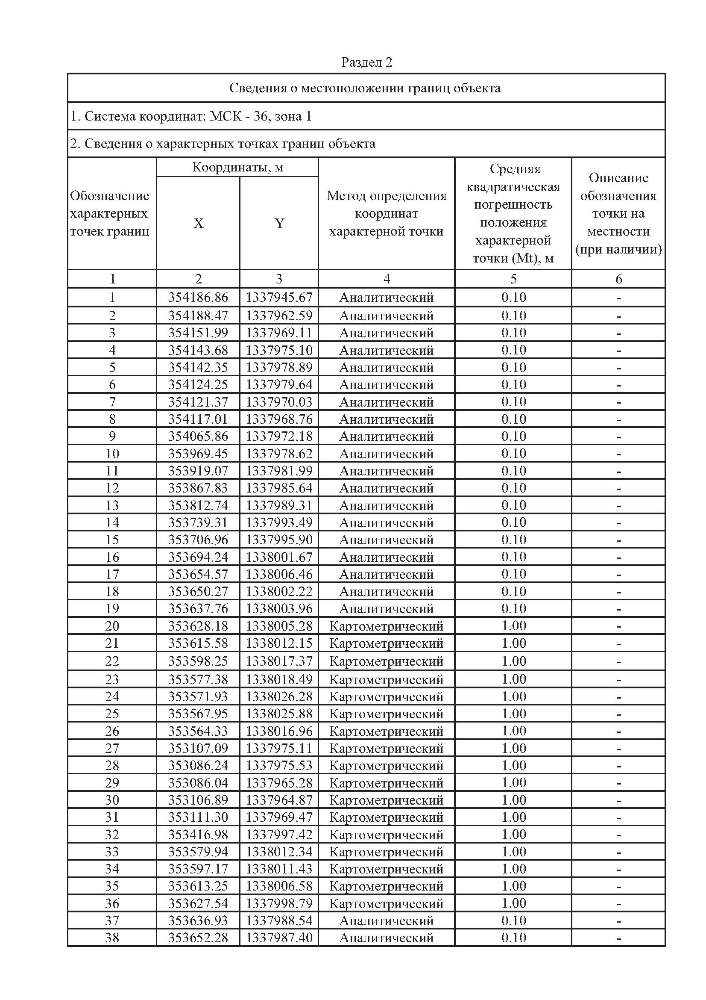 Раздел 2
Сведения о местоположении границ объекта
1. Система координат: МСК - 36, зона 1
2. Сведения о характерных точках границ объекта
Обозначение
характерных
точек границ
Координаты, м
X
Y
Метод определения
координат
характерной точки
Средняя
квадратическая
погрешность
положения
характерной
точки (Mt), м
Описание
обозначения
точки на
местности
(при наличии)
1 2 3 4 5 6
1 354186.86 1337945.67 Аналитический 0.10 -
2 354188.47 1337962.59 Аналитический 0.10 -
3 354151.99 1337969.11 Аналитический 0.10 -
4 354143.68 1337975.10 Аналитический 0.10 -
5 354142.35 1337978.89 Аналитический 0.10 -
6 354124.25 1337979.64 Аналитический 0.10 -
7 354121.37 1337970.03 Аналитический 0.10 -
8 354117.01 1337968.76 Аналитический 0.10 -
9 354065.86 1337972.18 Аналитический 0.10 -
10 353969.45 1337978.62 Аналитический 0.10 -
11 353919.07 1337981.99 Аналитический 0.10 -
12 353867.83 1337985.64 Аналитический 0.10 -
13 353812.74 1337989.31 Аналитический 0.10 -
14 353739.31 1337993.49 Аналитический 0.10 -
15 353706.96 1337995.90 Аналитический 0.10 -
16 353694.24 1338001.67 Аналитический 0.10 -
17 353654.57 1338006.46 Аналитический 0.10 -
18 353650.27 1338002.22 Аналитический 0.10 -
19 353637.76 1338003.96 Аналитический 0.10 -
20 353628.18 1338005.28 Картометрический 1.00 -
21 353615.58 1338012.15 Картометрический 1.00 -
22 353598.25 1338017.37 Картометрический 1.00 -
23 353577.38 1338018.49 Картометрический 1.00 -
24 353571.93 1338026.28 Картометрический 1.00 -
25 353567.95 1338025.88 Картометрический 1.00 -
26 353564.33 1338016.96 Картометрический 1.00 -
27 353107.09 1337975.11 Картометрический 1.00 -
28 353086.24 1337975.53 Картометрический 1.00 -
29 353086.04 1337965.28 Картометрический 1.00 -
30 353106.89 1337964.87 Картометрический 1.00 -
31 353111.30 1337969.47 Картометрический 1.00 -
32 353416.98 1337997.42 Картометрический 1.00 -
33 353579.94 1338012.34 Картометрический 1.00 -
34 353597.17 1338011.43 Картометрический 1.00 -
35 353613.25 1338006.58 Картометрический 1.00 -
36 353627.54 1337998.79 Картометрический 1.00 -
37 353636.93 1337988.54 Аналитический 0.10 -
38 353652.28 1337987.40 Аналитический 0.10 -